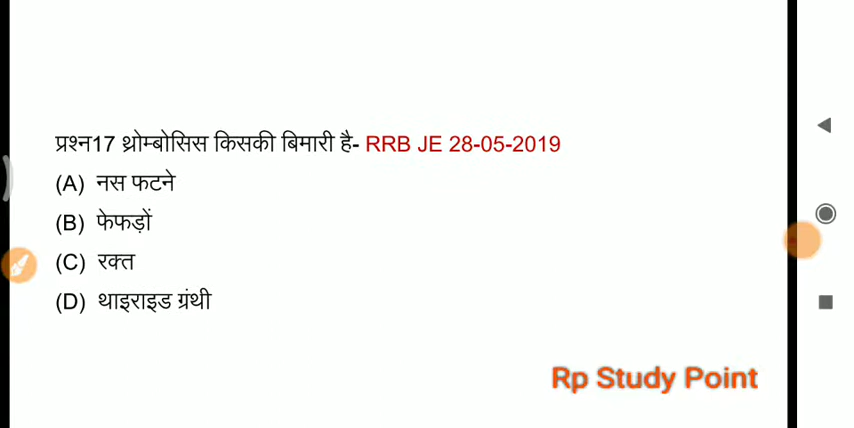 प्रश्न17 थ्रोम्बोसिस किसकी बिमारी है- RRB JE 28-05-2019
(A) नस फटने
(B) फेफड़ों
(C) रक्त
(D) थाइराइड ग्रंथी
Rp Study Point